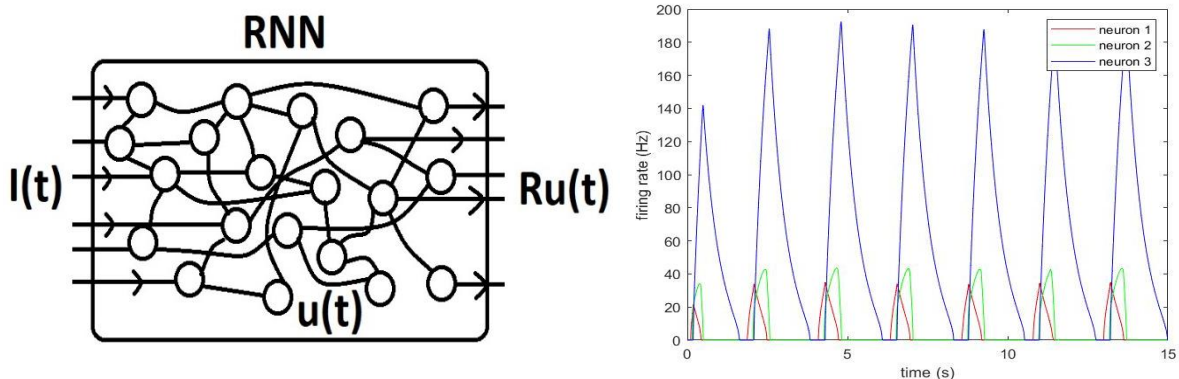 RNN
I(t)
Ru(t)
u(t)
firing rate (Hz)
200
180
160
140
120
100
80
60
40
20
0
neuron 1
neuron 2
neuron 3
0
5
10
15
time (s)